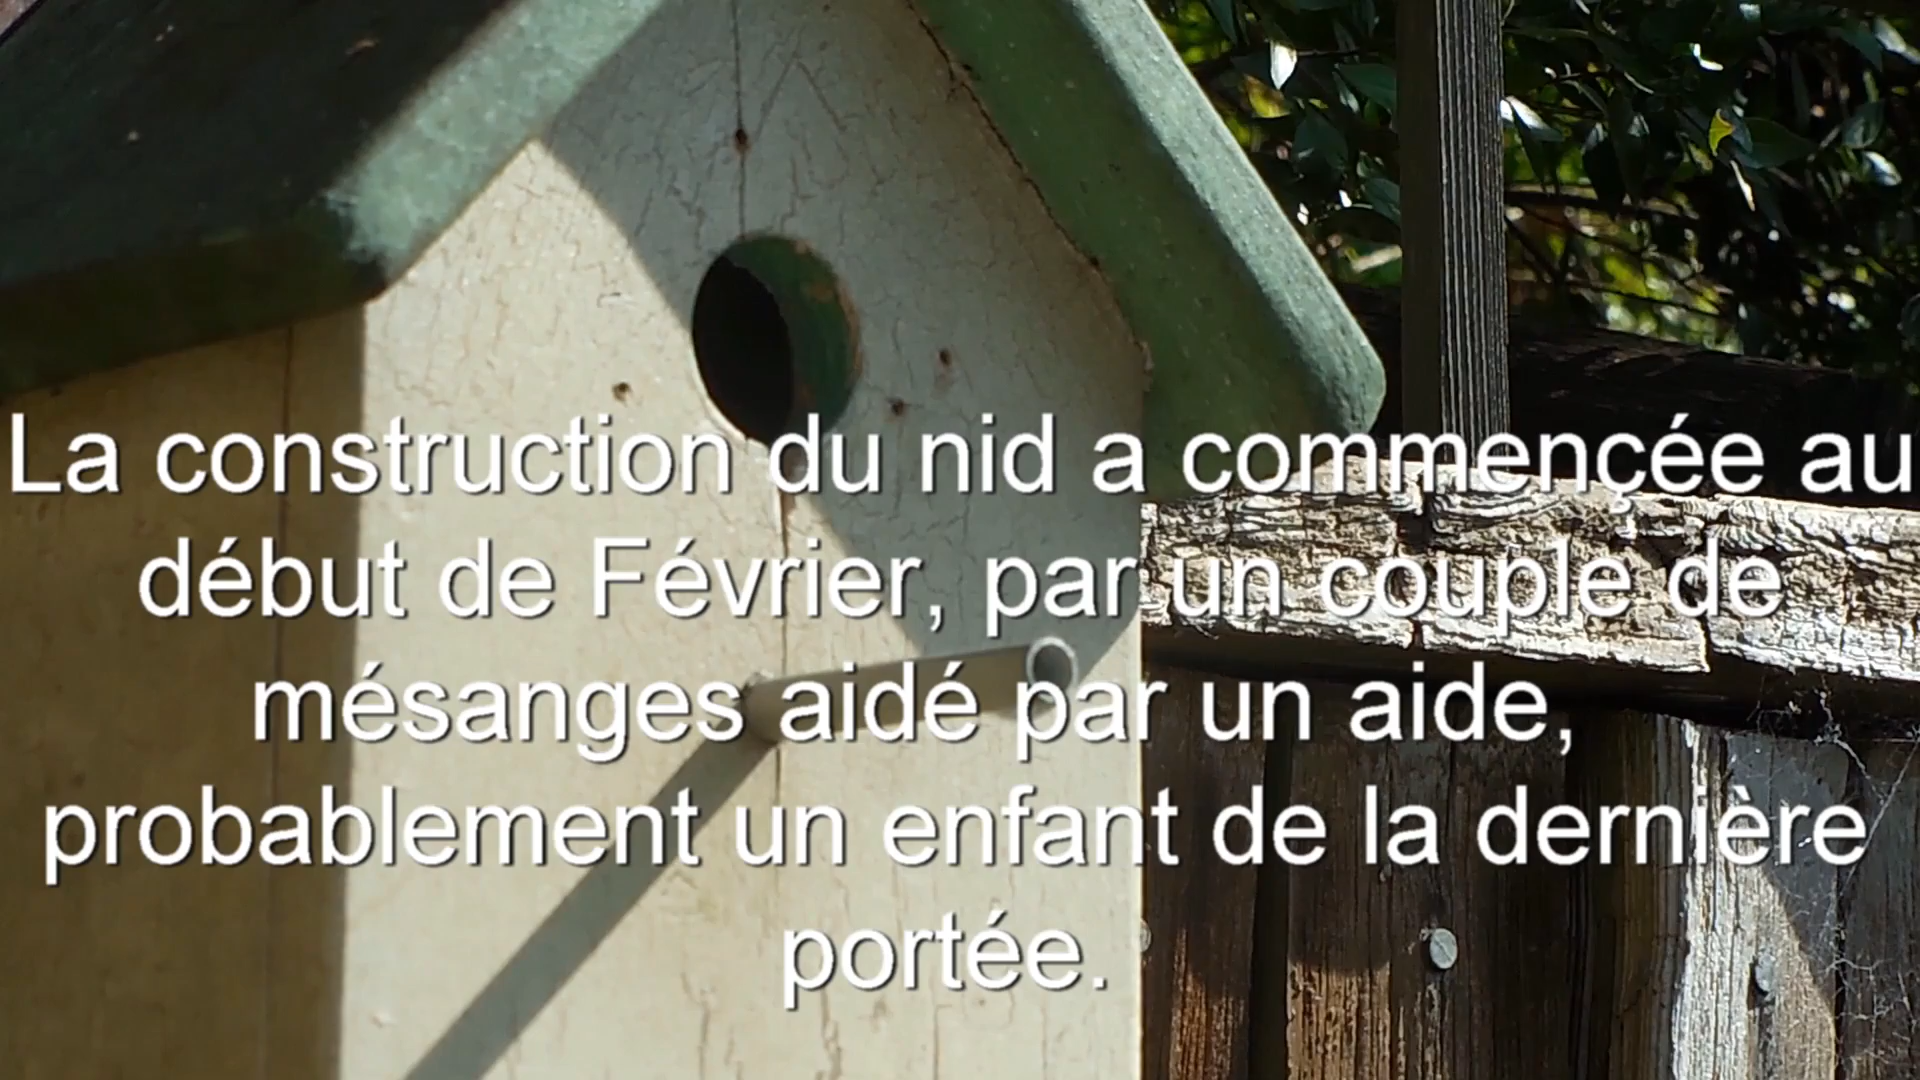 La construction du nid a commençée au
début de Février, par un couple de
mésanges aidé par un aide,
probablement un enfant de la dernière
portée.